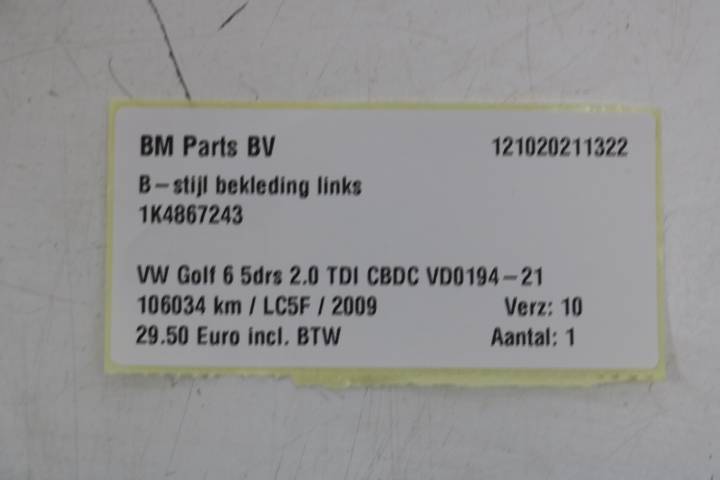 BM Parts BV 121020211322
B-stijl bekleding links
1K4867243
VW Golf 6 5drs 2.0 TDI CBDC VD0194-21
106034 km / LC5F / 2009 Verz: 10
29.50 Euro incl. BTW Aantal: 1